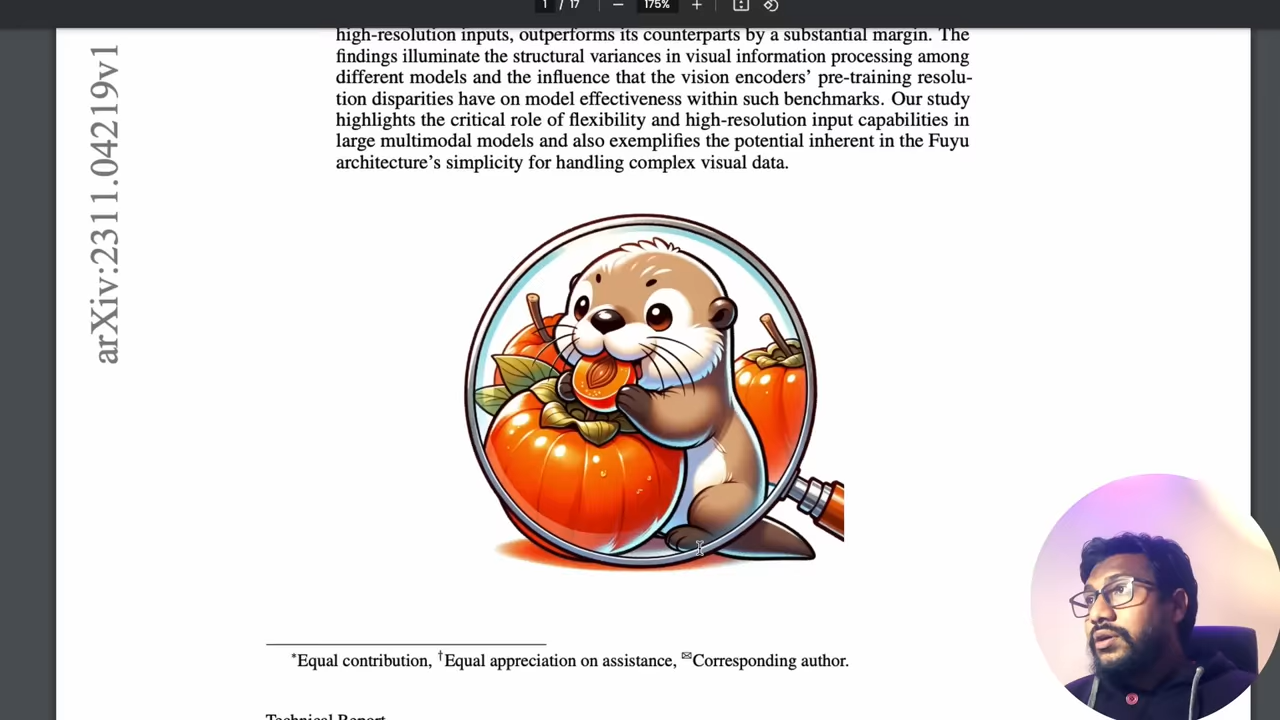 1 / 17
175%
high-resolution inputs, outperforms its counterparts by a substantial margin. The
findings illuminate the structural variances in visual information processing among
different models and the influence that the vision encoders' pre-training resolu-
tion disparities have on model effectiveness within such benchmarks. Our study
highlights the critical role of flexibility and high-resolution input capabilities in
large multimodal models and also exemplifies the potential inherent in the Fuyu
architecture's simplicity for handling complex visual data.
arXiv:2311.04219v1
*Equal contribution, †Equal appreciation on assistance, ✉Corresponding author.
Technical Report